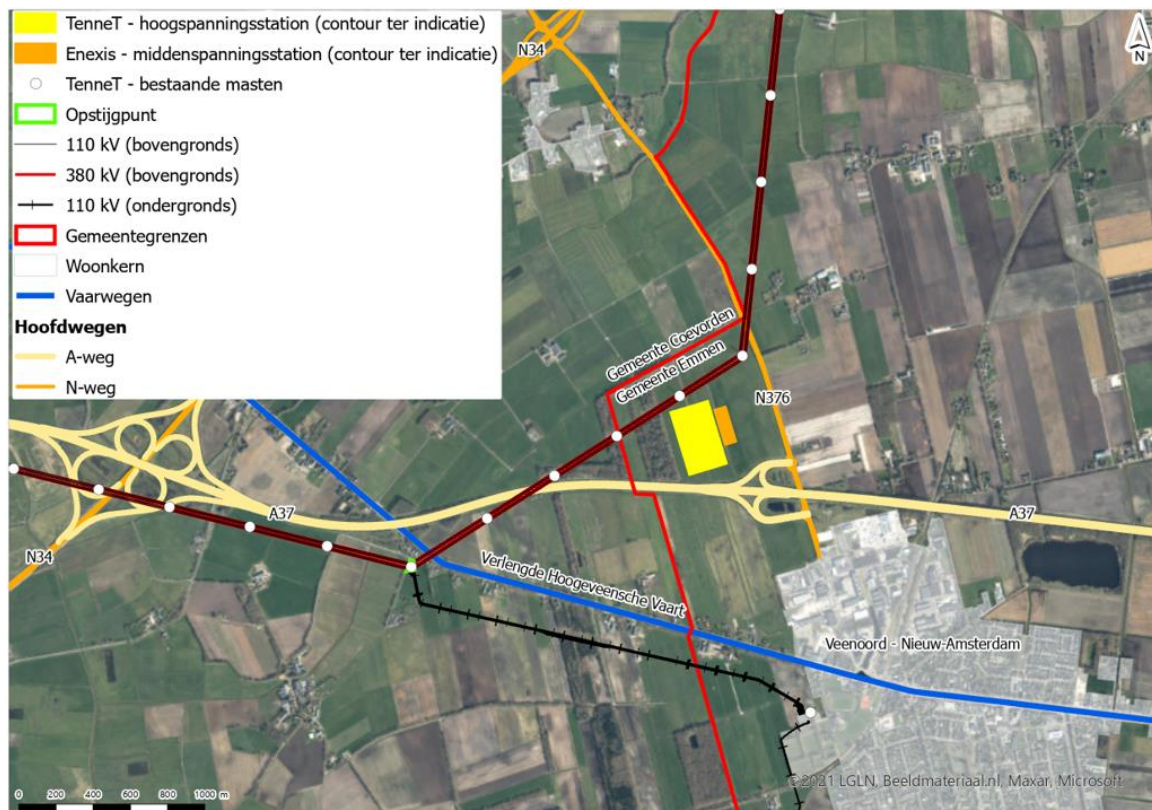 TenneT - hoogspanningsstation (contour ter indicatie)
Enexis - middenspanningsstation (contour ter indicatie)
TenneT - bestaande masten
Opstijgpunt
110 kV (bovengronds)
380 kV (bovengronds)
110 kV (ondergronds)
Gemeentegrenzen
Woonkern
Vaarwegen
Hoofdwegen
A-weg
N-weg
N34
N
Gemeente Coevorden
Gemeente Emmen
N376
A37
A37
N34
Verlengde Hoogeveensche Vaart
Veenoord - Nieuw-Amsterdam
0 200 400 600 800 1000 m
©2021 LGLN, Beeldmateriaal.nl, Maxar, Microsoft